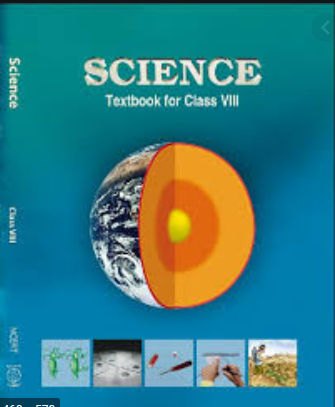 SCIENCE
Textbook for Class VIII
Science
Class VIII
NCERT